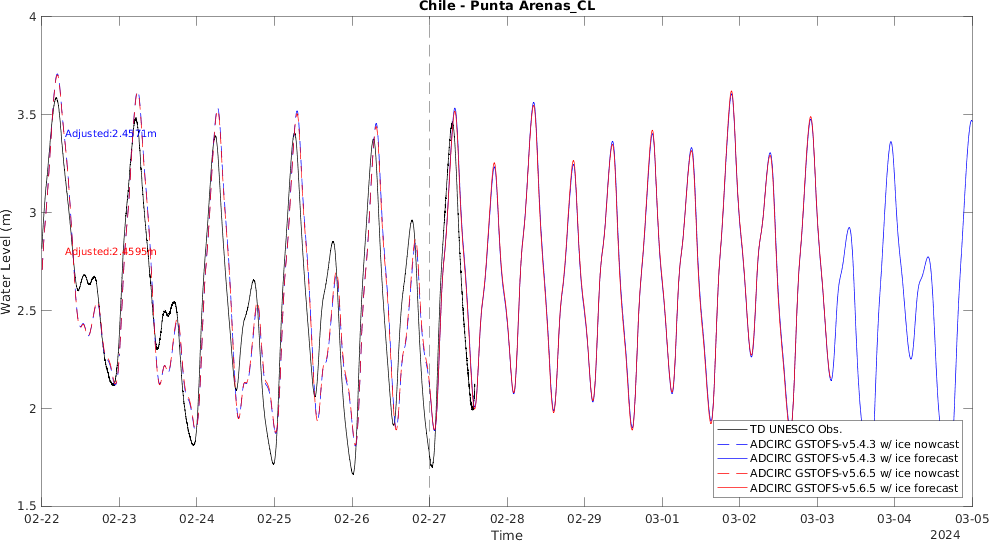 Chile - Punta Arenas_CL
Water Level (m)
4
3.5
3
2.5
2
1.5
Adjusted:2.4571m
Adjusted:2.4595m
TD UNESCO Obs.
ADCIRC GSTOFS-v5.4.3 w/ ice nowcast
ADCIRC GSTOFS-v5.4.3 w/ ice forecast
ADCIRC GSTOFS-v5.6.5 w/ ice nowcast
ADCIRC GSTOFS-v5.6.5 w/ ice forecast
02-22 02-23 02-24 02-25 02-26 02-27 02-28 02-29 03-01 03-02 03-03 03-04 03-05
Time
2024